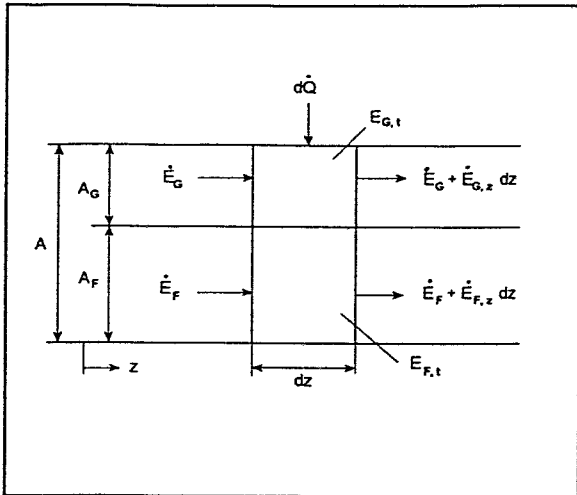 dQ̇
E_G,t
A_G
Ė_G
Ė_G + Ė_G,z dz
A
A_F
Ė_F
Ė_F + Ė_F,z dz
z
dz
E_F,t